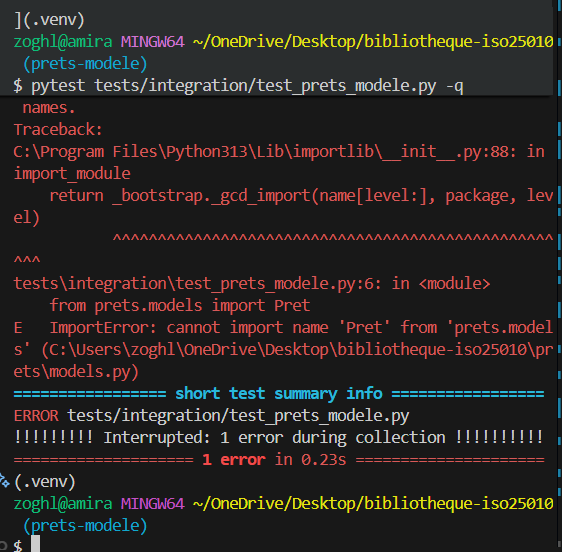 ](.venv)
zoghl@amira MINGW64 ~/OneDrive/Desktop/bibliotheque-iso25010
(prets-modele)
$ pytest tests/integration/test_prets_modele.py -q
names.
Traceback:
C:\Program Files\Python313\Lib\importlib\__init__.py:88: in
import_module
return _bootstrap._gcd_import(name[level:], package, lev
el)
^^^^^^^^^^^^^^^^^^^^^^^^^^^^^^^^^^^^^^^^^^^^^^^^^
^^^
tests\integration\test_prets_modele.py:6: in <module>
from prets.models import Pret
E   ImportError: cannot import name 'Pret' from 'prets.model
s' (C:\Users\zoghl\OneDrive\Desktop\bibliotheque-iso25010\pr
ets\models.py)
================= short test summary info =================
ERROR tests/integration/test_prets_modele.py
!!!!!!!!! Interrupted: 1 error during collection !!!!!!!!!!
==================== 1 error in 0.23s =====================
(.venv)
zoghl@amira MINGW64 ~/OneDrive/Desktop/bibliotheque-iso25010
(prets-modele)
$